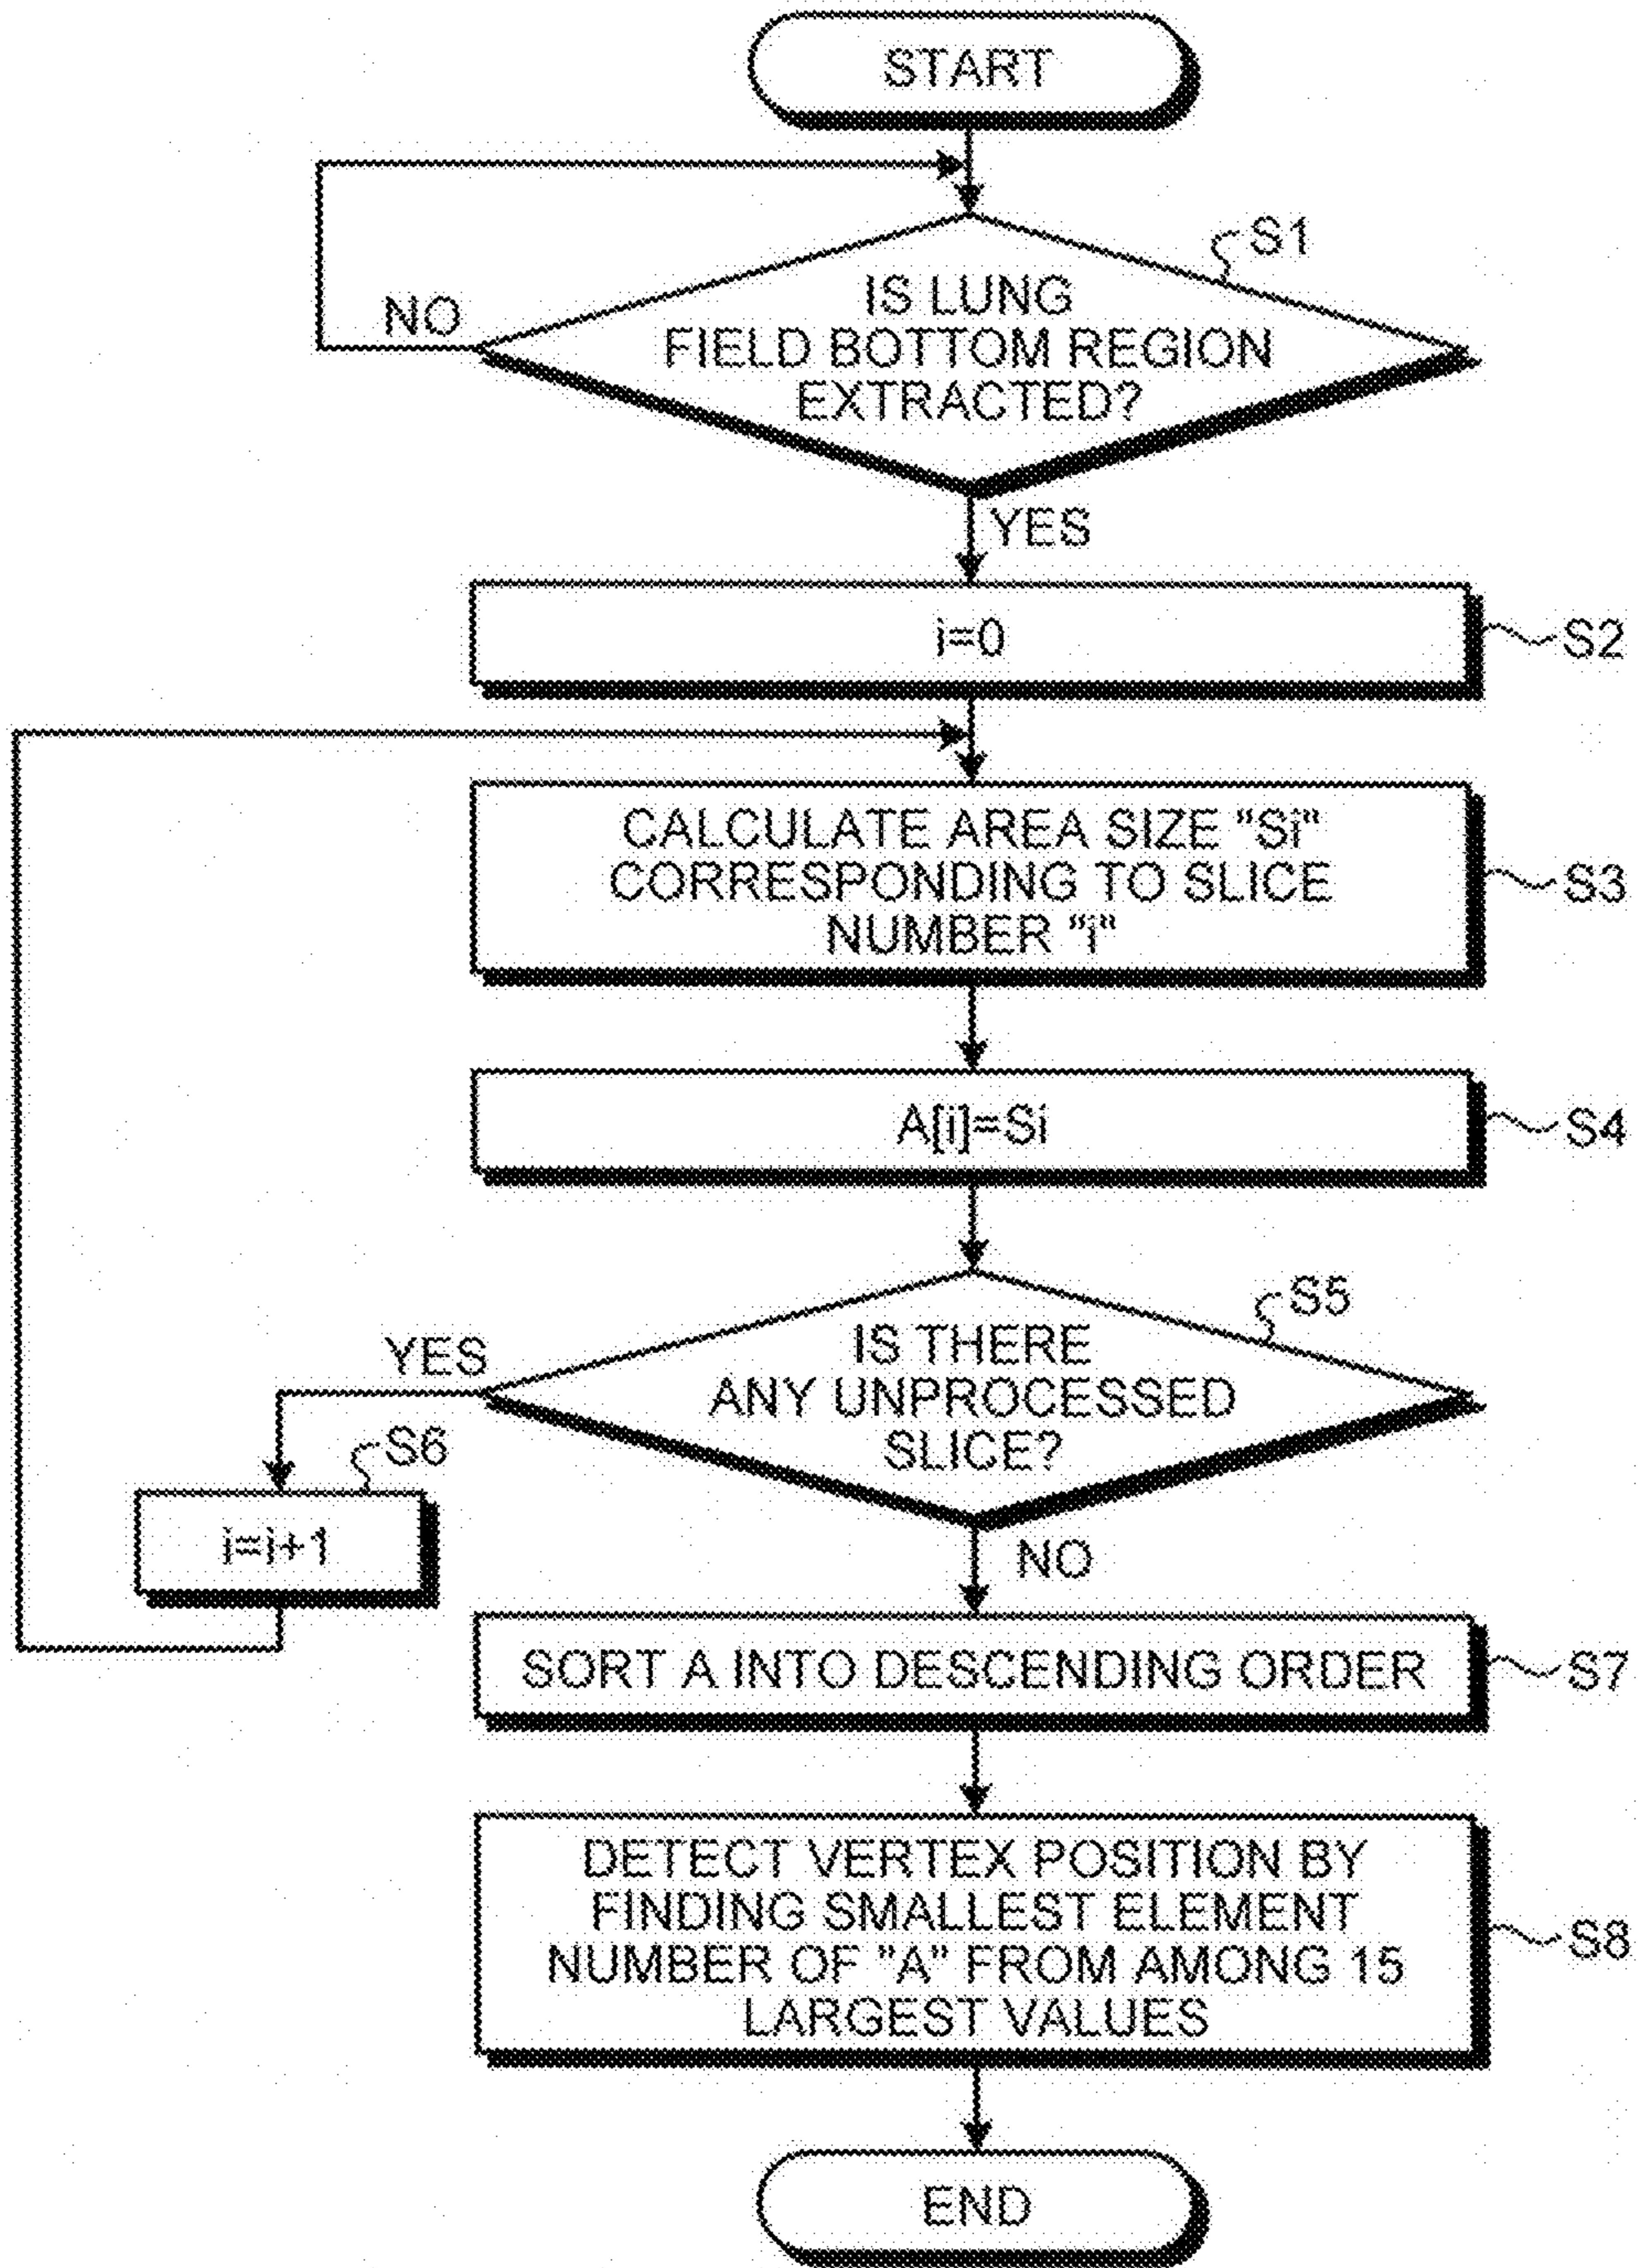 START
S1
IS LUNG
FIELD BOTTOM REGION
EXTRACTED?
NO
YES
i=0
S2
CALCULATE AREA SIZE "Si"
CORRESPONDING TO SLICE
NUMBER "i"
S3
A[i]=Si
S4
S5
IS THERE
ANY UNPROCESSED
SLICE?
YES
S6
i=i+1
NO
SORT A INTO DESCENDING ORDER
S7
DETECT VERTEX POSITION BY
FINDING SMALLEST ELEMENT
NUMBER OF "A" FROM AMONG 15
LARGEST VALUES
S8
END